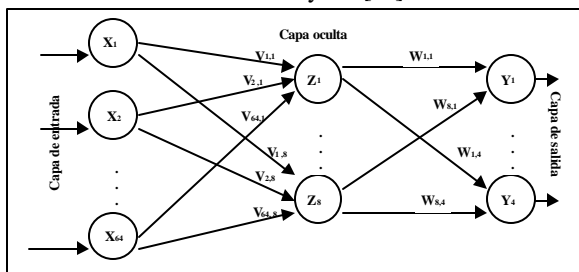 Capa oculta
Capa de entrada
X1
X2
X64
V1,1
V2,1
V64,1
V1,8
V2,8
V64,8
Z1
Z8
W1,1
W8,1
W1,4
W8,4
Y1
Y4
Capa de salida